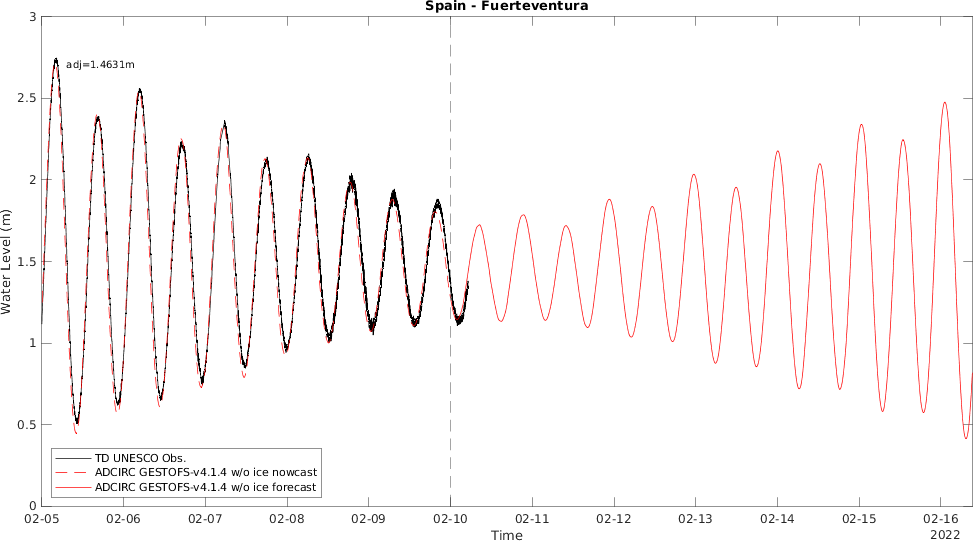 Spain - Fuerteventura
3
2.5
2
1.5
1
0.5
0
Water Level (m)
adj=1.4631m
TD UNESCO Obs.
ADCIRC GESTOFS-v4.1.4 w/o ice nowcast
ADCIRC GESTOFS-v4.1.4 w/o ice forecast
02-05 02-06 02-07 02-08 02-09 02-10 02-11 02-12 02-13 02-14 02-15 02-16
Time 2022